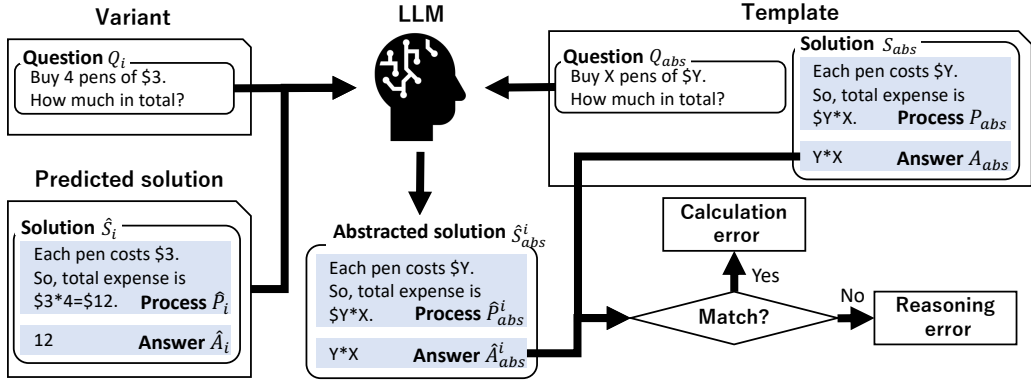 Variant
Question Q_i
Buy 4 pens of $3.
How much in total?
Predicted solution
Solution Ŝ_i
Each pen costs $3.
So, total expense is
$3*4=$12. Process P̂_i
12 Answer Â_i
LLM
Abstracted solution Ŝ^i_abs
Each pen costs $Y.
So, total expense is
$Y*X. Process P̂^i_abs
Y*X Answer Â^i_abs
Template
Question Q_abs
Buy X pens of $Y.
How much in total?
Solution S_abs
Each pen costs $Y.
So, total expense is
$Y*X. Process P_abs
Y*X Answer A_abs
Calculation
error
Yes
Match?
No
Reasoning
error